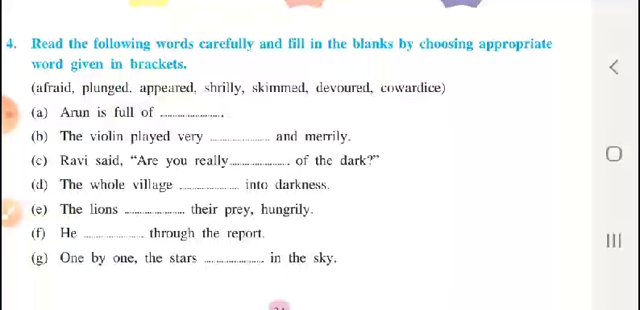 4. Read the following words carefully and fill in the blanks by choosing appropriate
word given in brackets.
(afraid, plunged, appeared, shrilly, skimmed, devoured, cowardice)
(a) Arun is full of ........................
(b) The violin played very ........................ and merrily.
(c) Ravi said, “Are you really........................ of the dark?”
(d) The whole village ........................ into darkness.
(e) The lions ........................ their prey, hungrily.
(f) He ........................ through the report.
(g) One by one, the stars ........................ in the sky.